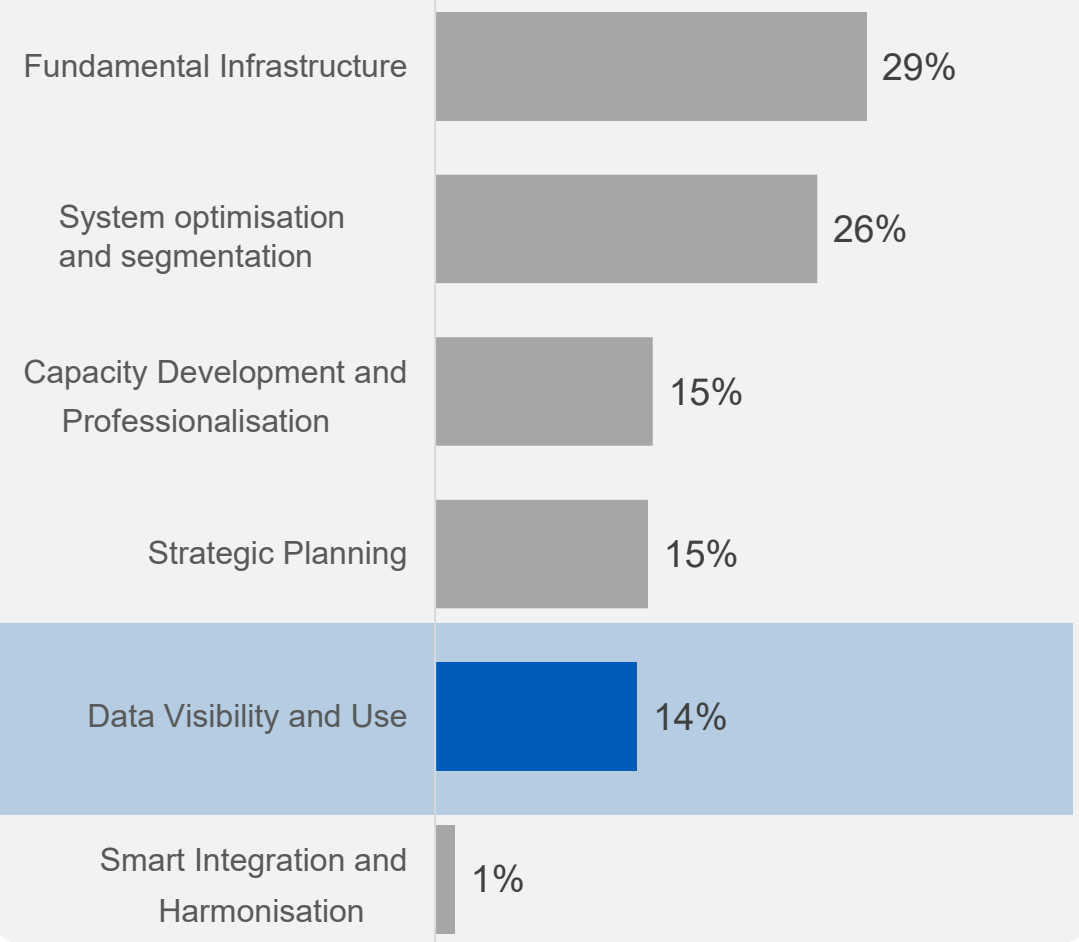 Fundamental Infrastructure
29%
System optimisation
and segmentation
26%
Capacity Development and
Professionalisation
15%
Strategic Planning
15%
Data Visibility and Use
14%
Smart Integration and
Harmonisation
1%